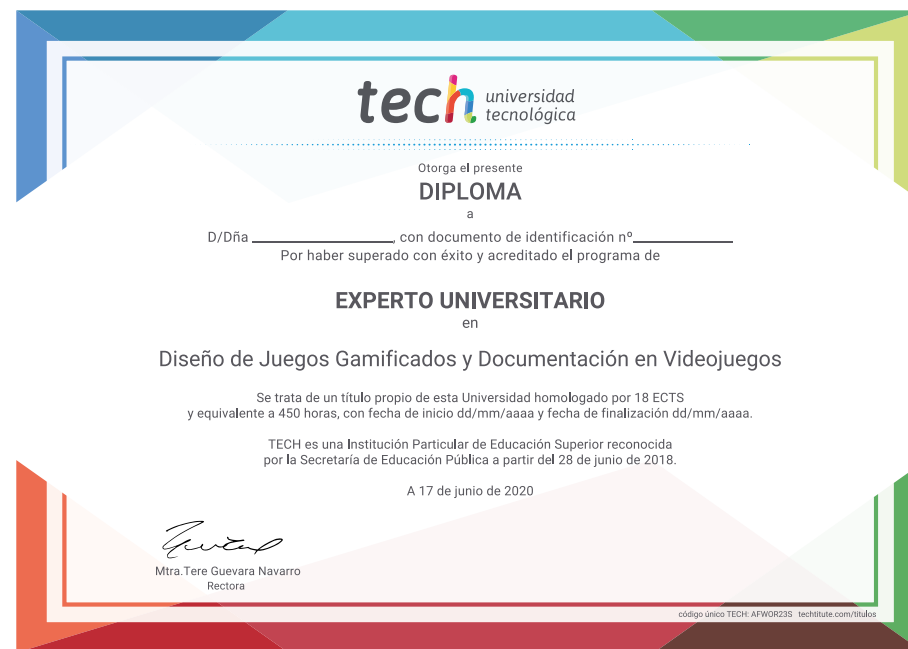 tech universidad
tecnológica
Otorga el presente
DIPLOMA
a
D/Dña ____________________, con documento de identificación nº______________
Por haber superado con éxito y acreditado el programa de
EXPERTO UNIVERSITARIO
en
Diseño de Juegos Gamificados y Documentación en Videojuegos
Se trata de un título propio de esta Universidad homologado por 18 ECTS
y equivalente a 450 horas, con fecha de inicio dd/mm/aaaa y fecha de finalización dd/mm/aaaa.
TECH es una Institución Particular de Educación Superior reconocida
por la Secretaría de Educación Pública a partir del 28 de junio de 2018.
A 17 de junio de 2020
Mtra.Tere Guevara Navarro
Rectora
código único TECH: AFWOR23S techtitute.com/titulos